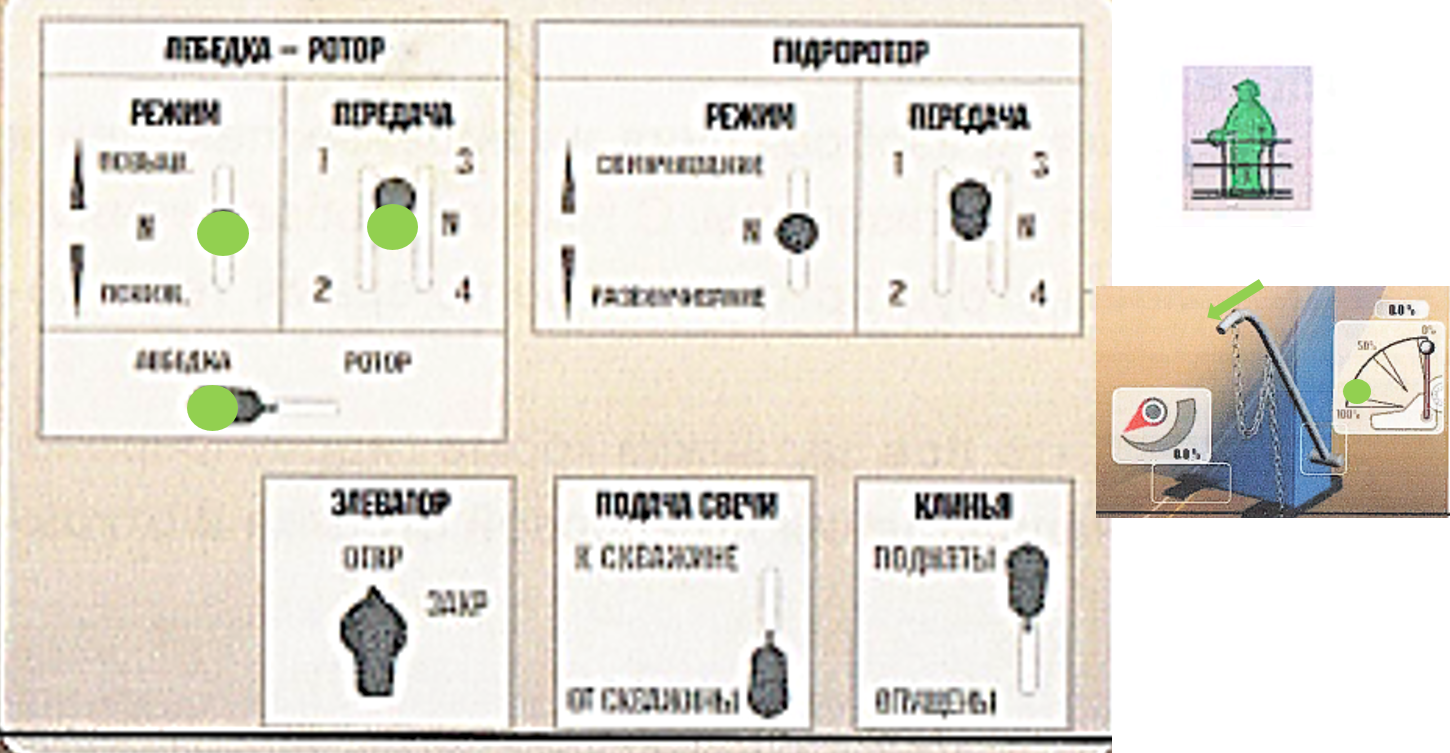 ЛЕБЕДКА – РОТОР
РЕЖИМ
ПОВЫШ.
N
ПОНИЖ.
ПЕРЕДАЧА
1 3
N
2 4
ЛЕБЕДКА РОТОР
ГИДРОРОТОР
РЕЖИМ
СВИНЧИВАНИЕ
N
РАЗВИНЧИВАНИЕ
ПЕРЕДАЧА
1 3
N
2 4
ЭЛЕВАТОР
ОТКР
ЗАКР
ПОДАЧА СВЕЧИ
К СКВАЖИНЕ
ОТ СКВАЖИНЫ
КЛИНЬЯ
ПОДНЯТЫ
ОПУЩЕНЫ
0.0 %
0%
50%
100%
0.0 %